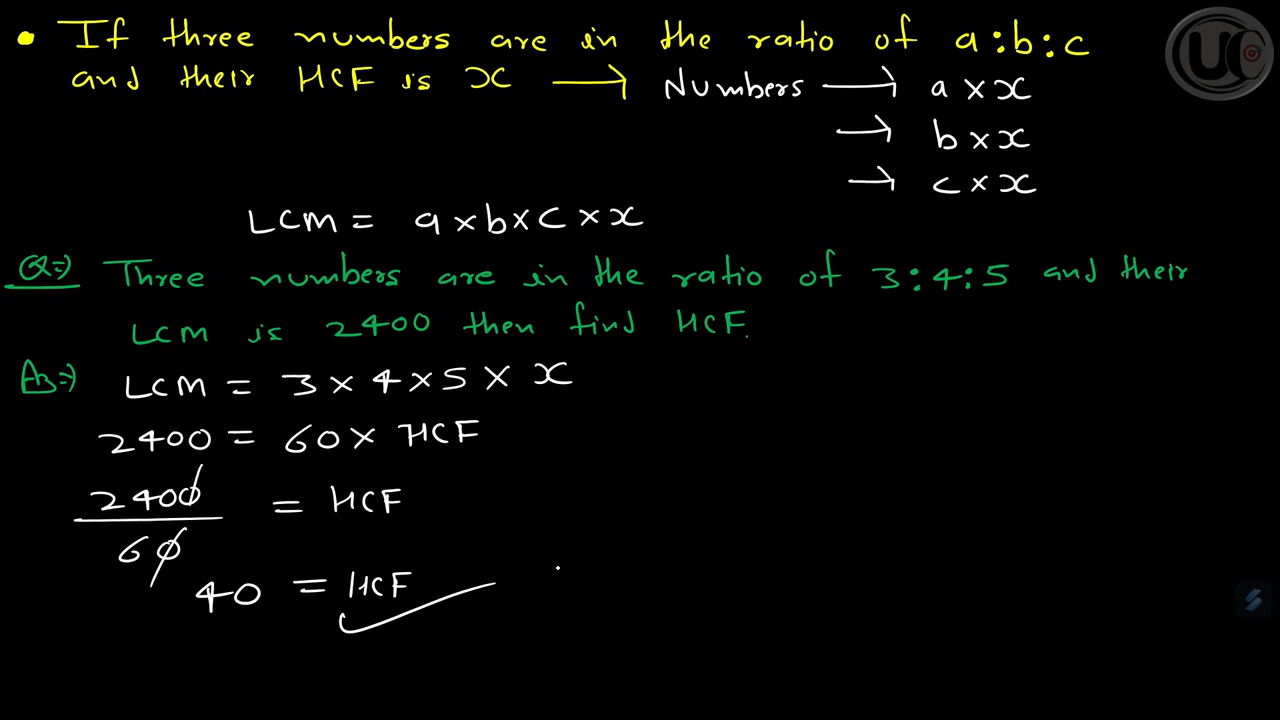 • If three numbers are in the ratio of a:b:c
and their HCF is x → Numbers → a × x
→ b × x
→ c × x
LCM = a × b × c × x
Q⇒ Three numbers are in the ratio of 3:4:5 and their
LCM is 2400 then find HCF.
A⇒ LCM = 3 × 4 × 5 × x
2400 = 60 × HCF
2400 = HCF
60
40 = HCF
UC